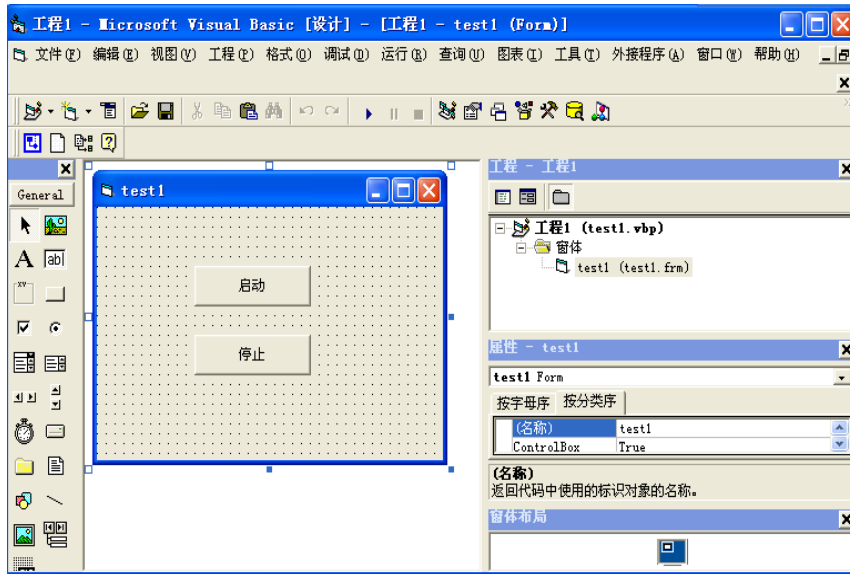 工程1 - Microsoft Visual Basic [设计] - [工程1 - test1 (Form)]
文件(F) 编辑(E) 视图(V) 工程(P) 格式(O) 调试(D) 运行(R) 查询(U) 图表(I) 工具(T) 外接程序(A) 窗口(W) 帮助(H)
General
A
ab|
XY
test1
启动
停止
工程 - 工程1
工程1 (test1.vbp)
窗体
test1 (test1.frm)
属性 - test1
test1 Form
按字母序 按分类序
(名称) test1
ControlBox True
(名称)
返回代码中使用的标识对象的名称。
窗体布局